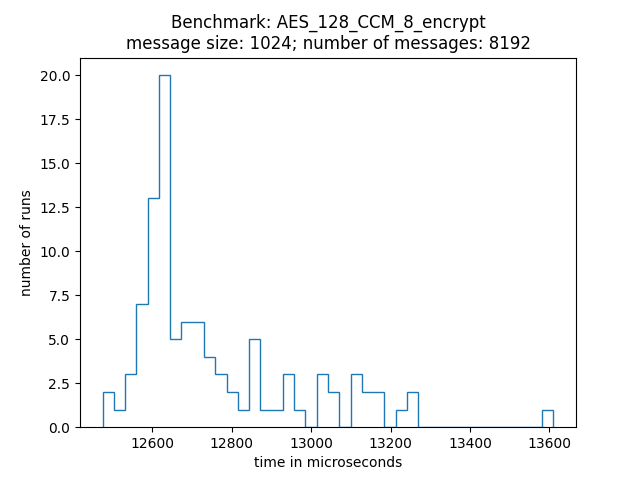 Benchmark: AES_128_CCM_8_encrypt
message size: 1024; number of messages: 8192
20.0
17.5
15.0
12.5
10.0
7.5
5.0
2.5
0.0
number of runs
12600 12800 13000 13200 13400 13600
time in microseconds